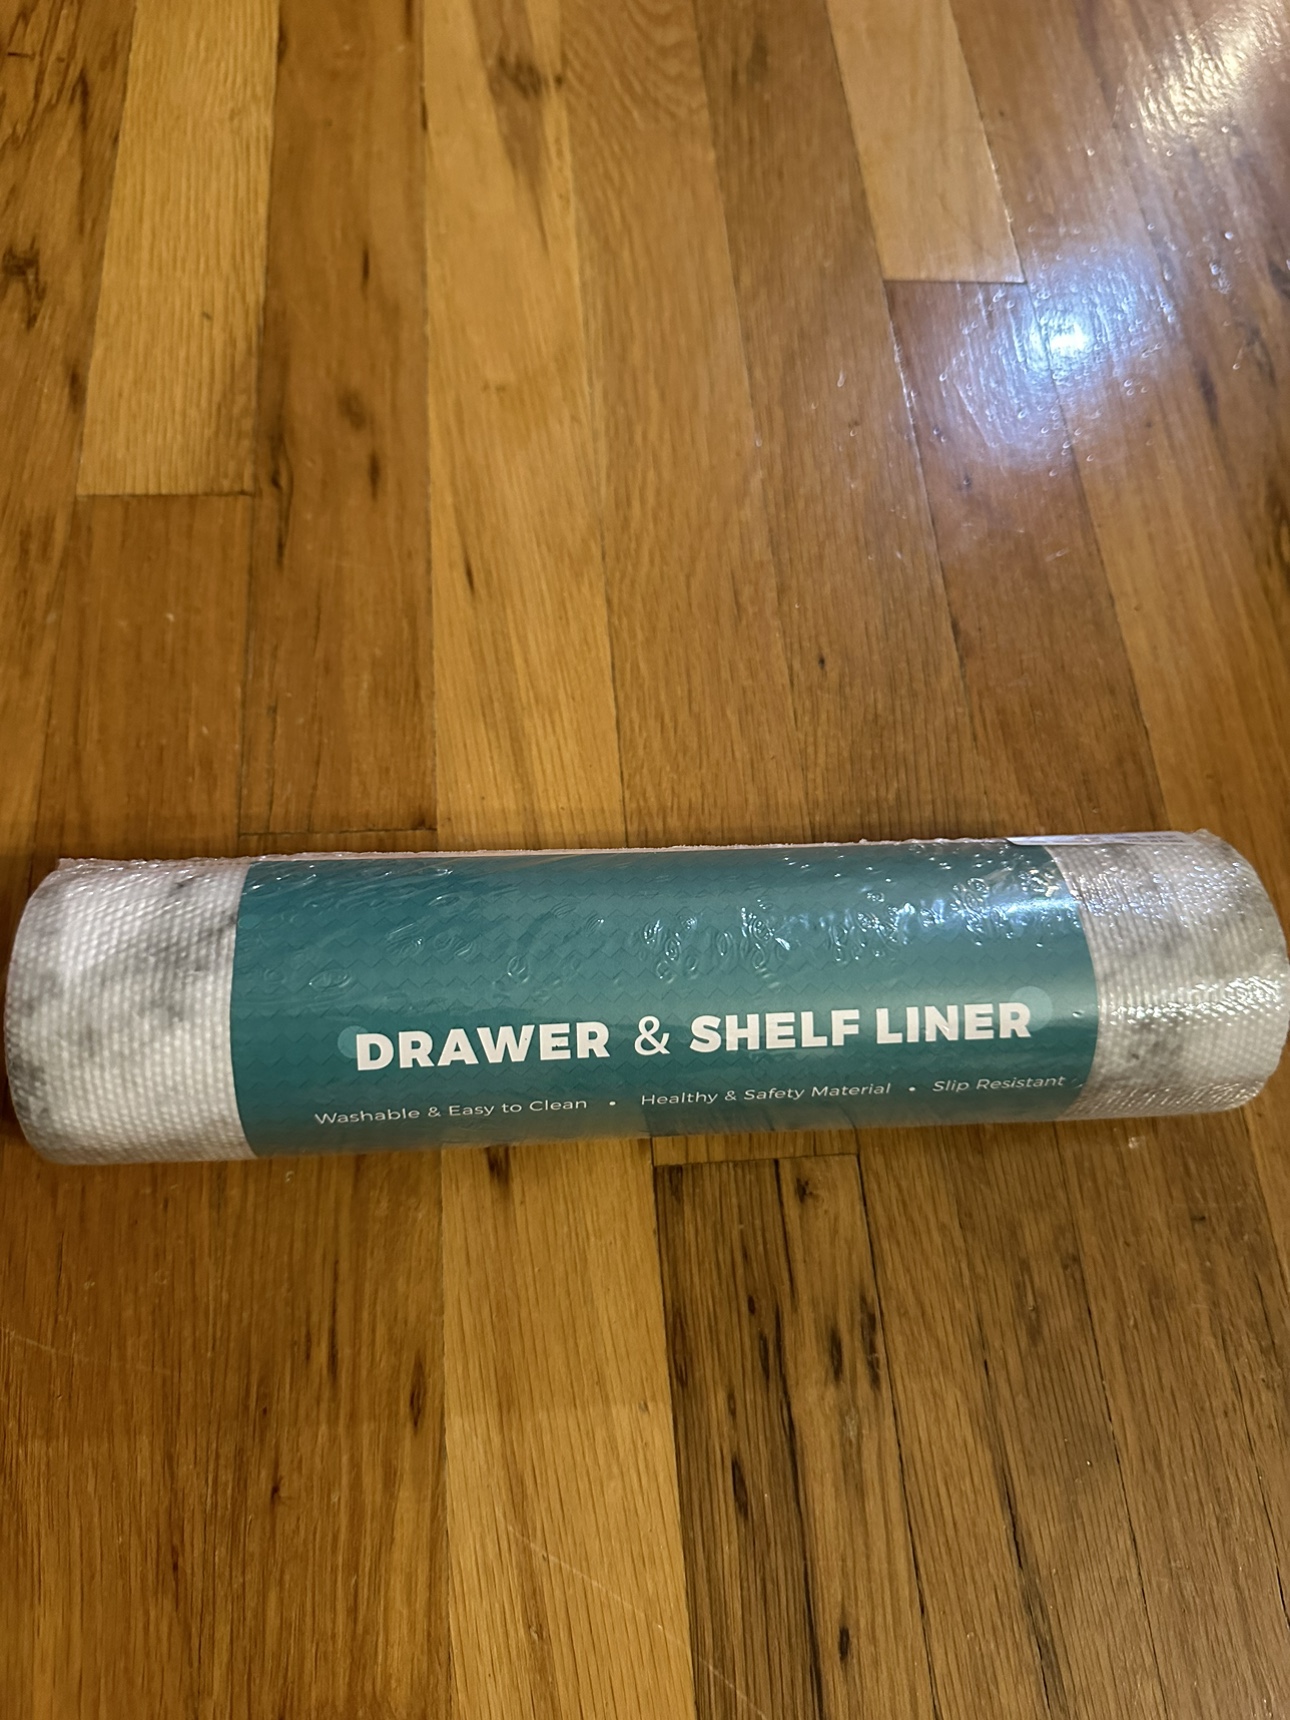 DRAWER & SHELF LINER
Washable & Easy to Clean • Healthy & Safety Material • Slip Resistant